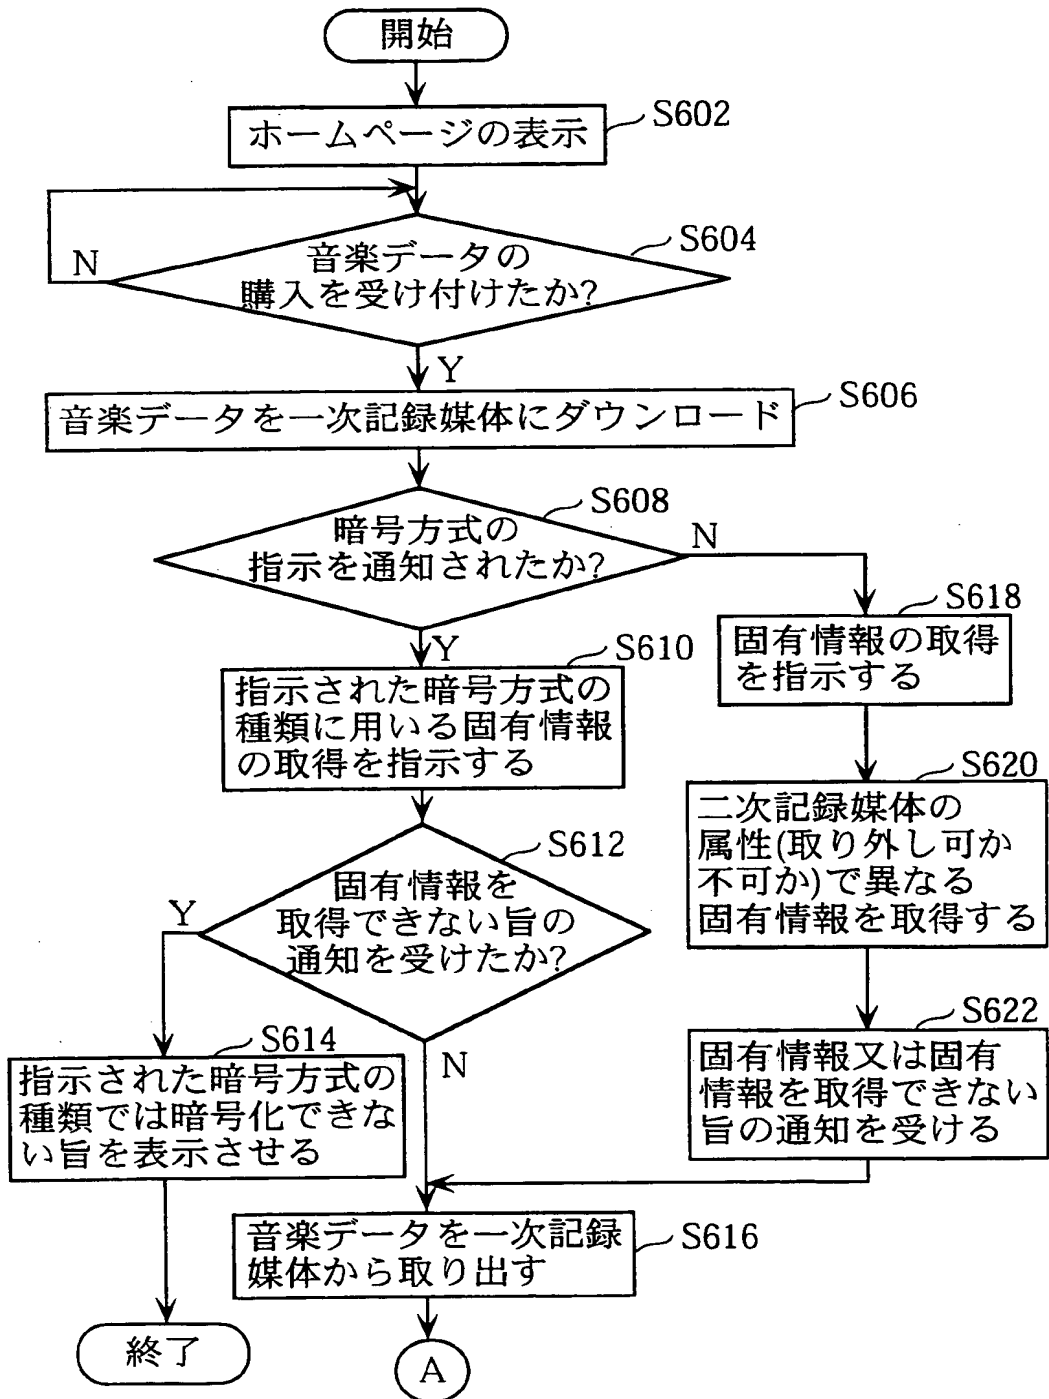 開始
ホームページの表示
S602
音楽データの
購入を受け付けたか?
S604
N
Y
音楽データを一次記録媒体にダウンロード
S606
暗号方式の
指示を通知されたか?
S608
N
Y
指示された暗号方式の
種類に用いる固有情報
の取得を指示する
S610
固有情報の取得
を指示する
S618
固有情報を
取得できない旨の
通知を受けたか?
S612
Y
N
二次記録媒体の
属性(取り外し可か
不可か)で異なる
固有情報を取得する
S620
指示された暗号方式の
種類では暗号化できな
い旨を表示させる
S614
固有情報又は固有
情報を取得できない
旨の通知を受ける
S622
音楽データを一次記録
媒体から取り出す
S616
終了
A